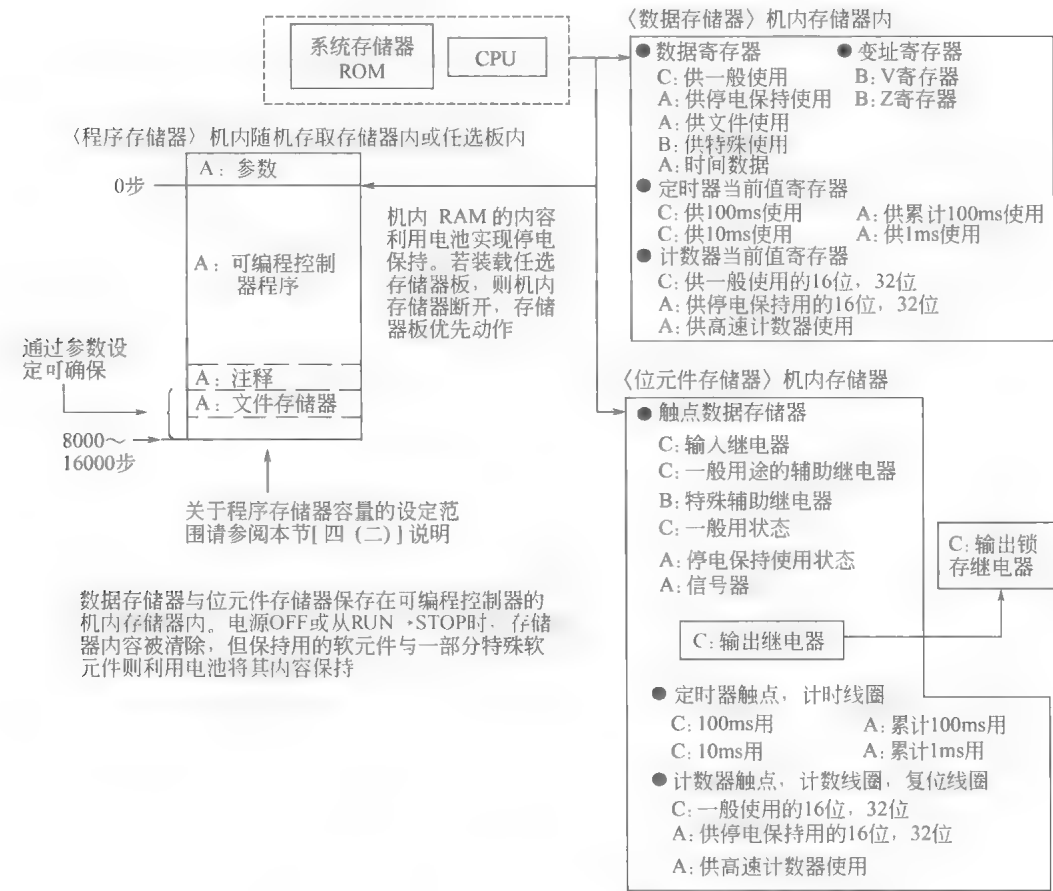 系统存储器
ROM
CPU
〈程序存储器〉机内随机存取存储器内或任选板内
A：参数
0步
A：可编程控制
器程序
A：注释
A：文件存储器
通过参数设
定可确保
8000～
16000步
机内 RAM 的内容
利用电池实现停电
保持。若装载任选
存储器板，则机内
存储器断开，存储
器板优先动作
关于程序存储器容量的设定范
围请参阅本节[四（二）]说明
数据存储器与位元件存储器保存在可编程控制器的
机内存储器内。电源OFF或从RUN→STOP时，存储
器内容被清除，但保持用的软元件与一部分特殊软
元件则利用电池将其内容保持
〈数据存储器〉机内存储器内
● 数据寄存器
C：供一般使用
A：供停电保持使用
A：供文件使用
B：供特殊使用
A：时间数据
● 变址寄存器
B：V寄存器
B：Z寄存器
● 定时器当前值寄存器
C：供100ms使用 A：供累计100ms使用
C：供10ms使用 A：供1ms使用
● 计数器当前值寄存器
C：供一般使用的16位，32位
A：供停电保持用的16位，32位
A：供高速计数器使用
〈位元件存储器〉机内存储器
● 触点数据存储器
C：输入继电器
C：一般用途的辅助继电器
B：特殊辅助继电器
C：一般用状态
A：停电保持使用状态
A：信号器
C：输出继电器
C：输出锁
存继电器
● 定时器触点，计时线圈
C：100ms用 A：累计100ms用
C：10ms用 A：累计1ms用
● 计数器触点，计数线圈，复位线圈
C：一般使用的16位，32位
A：供停电保持用的16位，32位
A：供高速计数器使用